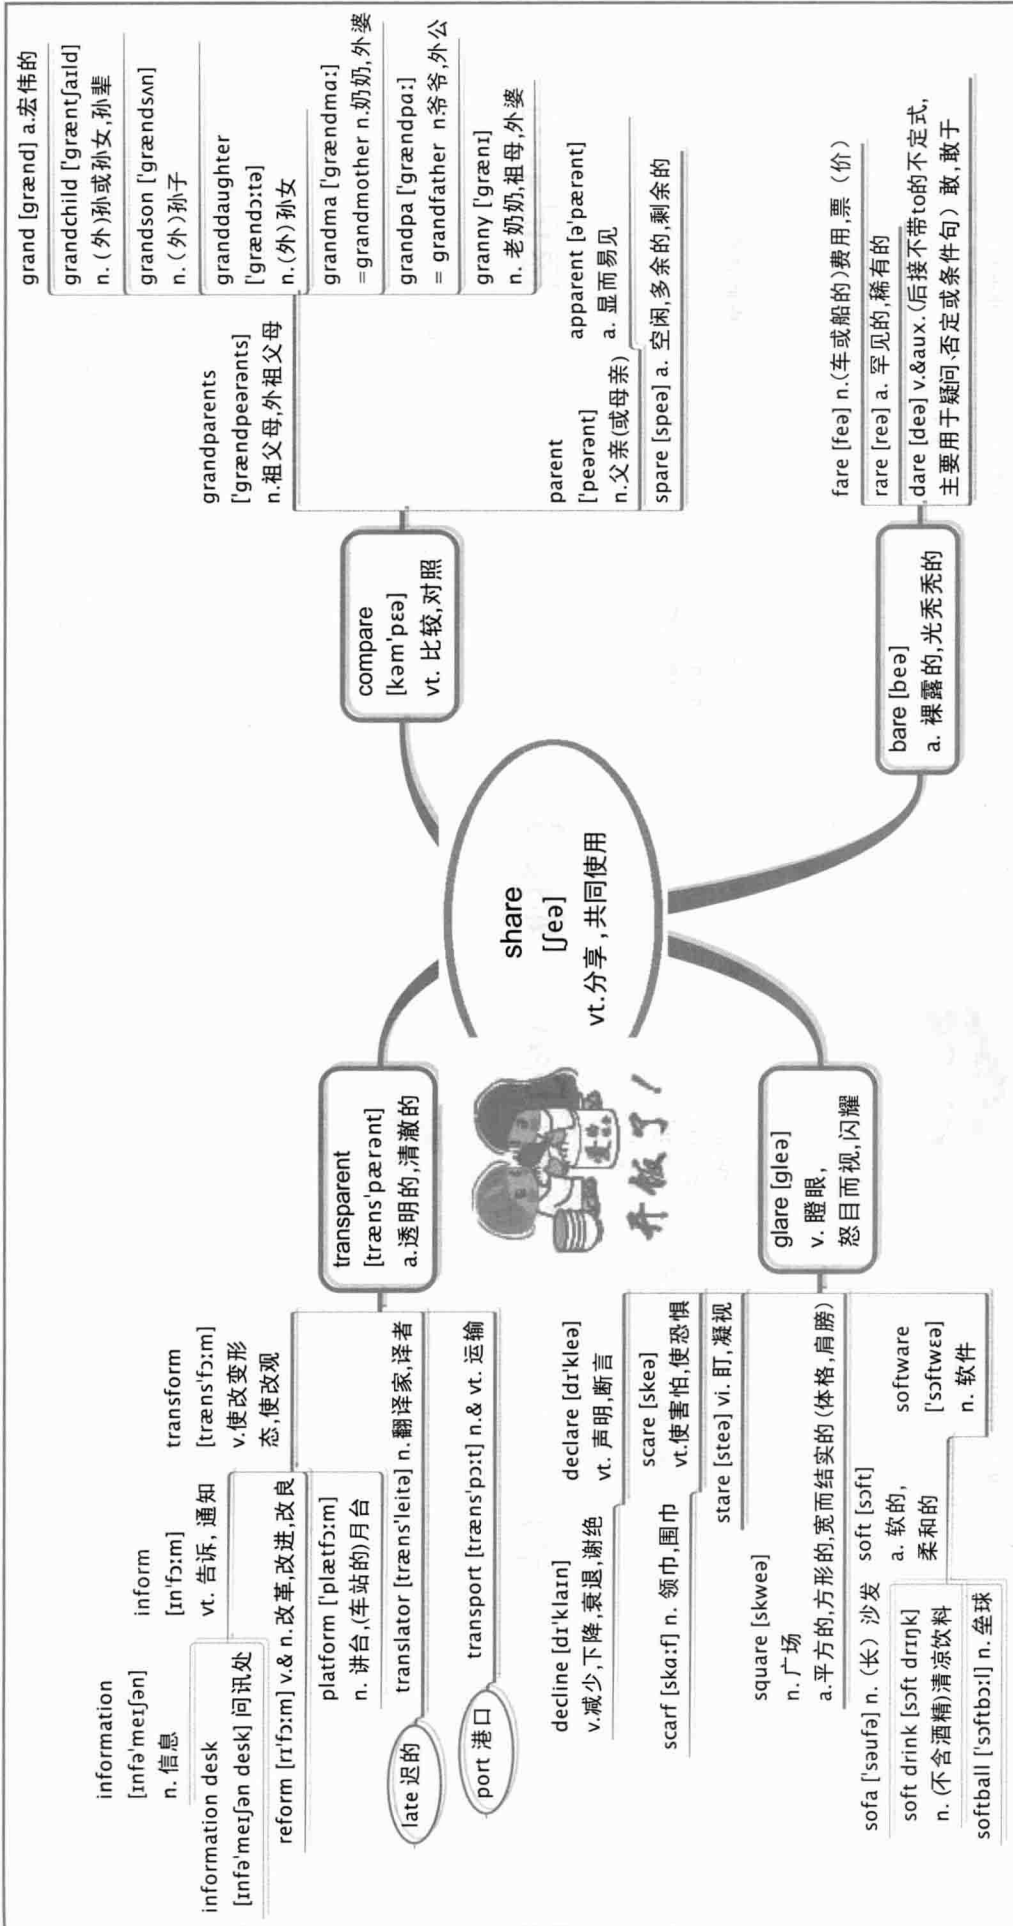 share
[ʃeə]
vt.分享,共同使用
开饭了!
compare
[kəm'pɛə]
vt. 比较,对照
grandparents
['grændpeərənts]
n.祖父母,外祖父母
grand [grænd] a.宏伟的
grandchild ['græntʃaɪld]
n. (外)孙或孙女,孙辈
grandson ['grændsʌn]
n. (外)孙子
granddaughter
['grændɔːtə]
n.(外)孙女
grandma ['grændmɑː]
=grandmother n.奶奶,外婆
grandpa ['grændpaː]
= grandfather n.爷爷,外公
granny ['grænɪ]
n. 老奶奶,祖母,外婆
parent
['peərənt]
n.父亲(或母亲)
apparent [ə'pærənt]
a. 显而易见
spare [speə] a. 空闲,多余的,剩余的
bare [beə]
a. 裸露的,光秃秃的
fare [feə] n.(车或船的)费用,票(价)
rare [reə] a. 罕见的,稀有的
dare [deə] v.&aux.(后接不带to的不定式,
主要用于疑问、否定或条件句) 敢,敢于
transparent
[træns'pærənt]
a.透明的,清澈的
transform
[træns'fɔːm]
v.使改变形
态,使改观
inform
[ɪn'fɔːm]
vt. 告诉, 通知
information
[ɪnfə'meɪʃən]
n. 信息
information desk
[ɪnfə'meɪʃən desk] 问讯处
reform [rɪ'fɔːm] v.& n.改革,改进,改良
platform ['plætfɔːm]
n. 讲台,(车站的)月台
translator [træns'leitə] n. 翻译家,译者
late 迟的
transport [træns'pɔːt] n.& vt. 运输
port 港口
glare [gleə]
v. 瞪眼,
怒目而视,闪耀
declare [dɪ'kleə]
vt. 声明,断言
decline [dɪ'klaɪn]
v.减少,下降,衰退,谢绝
scare [skeə]
vt.使害怕,使恐惧
scarf [skɑːf] n. 领巾,围巾
stare [steə] vi. 盯,凝视
square [skweə]
n. 广场
a.平方的,方形的,宽而结实的(体格,肩膀)
software
['sɔftwɛə]
n. 软件
soft [sɔft]
a. 软的,
柔和的
sofa ['səufə] n.(长)沙发
soft drink [sɔft drɪŋk]
n. (不含酒精)清凉饮料
softball ['sɔftbɔːl] n. 垒球